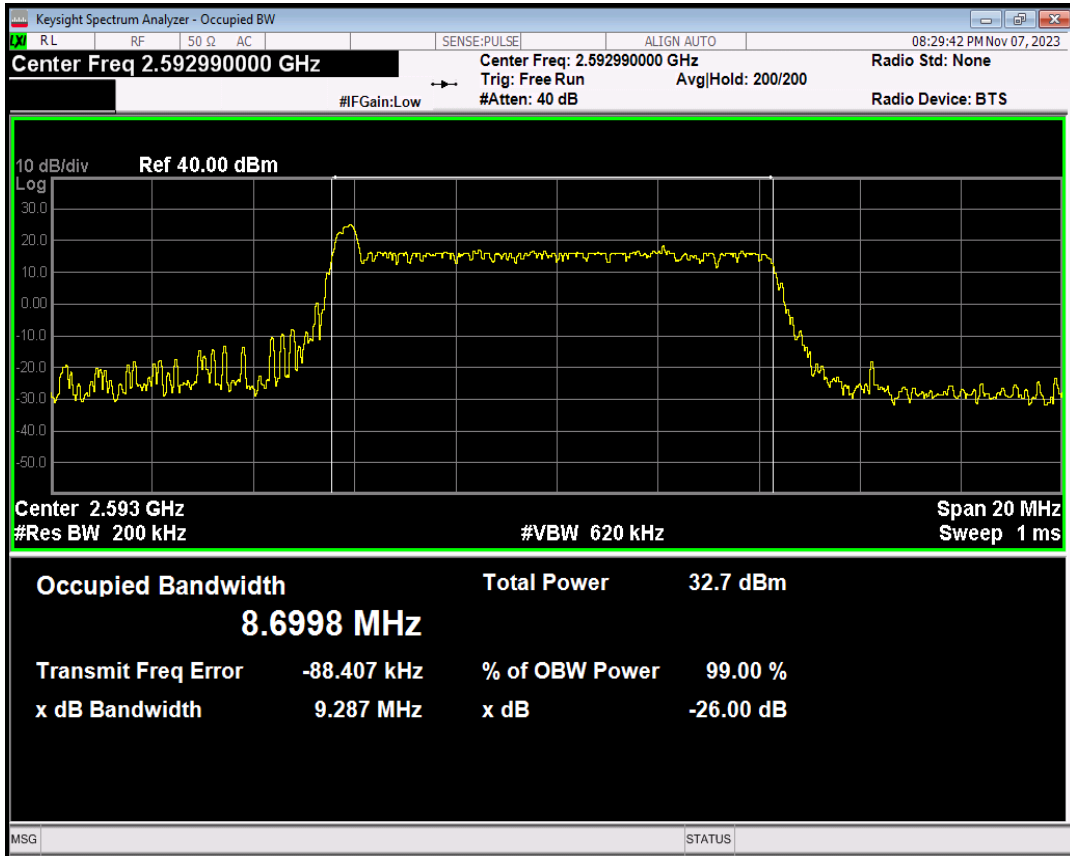 Keysight Spectrum Analyzer - Occupied BW
LXI RL RF 50 Ω AC SENSE:PULSE ALIGN AUTO 08:29:42 PM Nov 07, 2023
Center Freq 2.592990000 GHz Center Freq: 2.592990000 GHz Radio Std: None
Trig: Free Run Avg|Hold: 200/200
#IFGain:Low #Atten: 40 dB Radio Device: BTS
10 dB/div Ref 40.00 dBm
Log
30.0
20.0
10.0
0.00
-10.0
-20.0
-30.0
-40.0
-50.0
Center 2.593 GHz Span 20 MHz
#Res BW 200 kHz #VBW 620 kHz Sweep 1 ms
Occupied Bandwidth Total Power 32.7 dBm
8.6998 MHz
Transmit Freq Error -88.407 kHz % of OBW Power 99.00 %
x dB Bandwidth 9.287 MHz x dB -26.00 dB
MSG STATUS